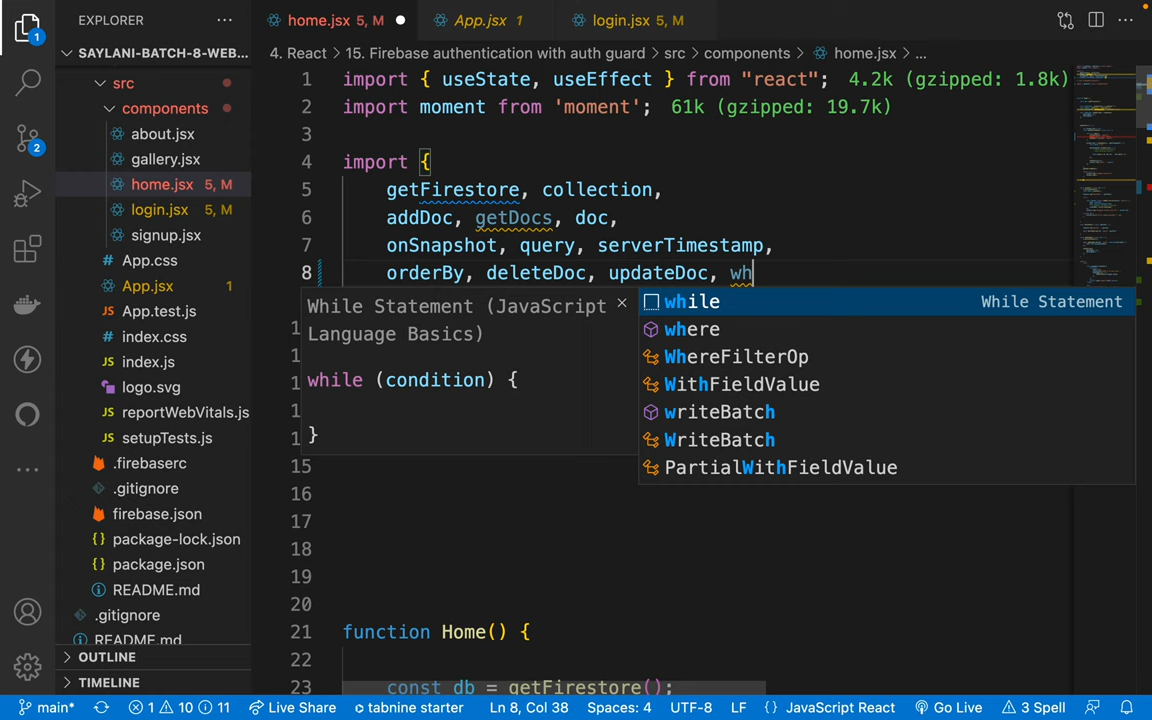 EXPLORER
home.jsx 5, M
App.jsx 1
login.jsx 5, M
SAYLANI-BATCH-8-WEB...
4. React > 15. Firebase authentication with auth guard > src > components > home.jsx > ...
src
components
about.jsx
gallery.jsx
home.jsx 5, M
login.jsx 5, M
signup.jsx
App.css
App.jsx 1
App.test.js
index.css
index.js
logo.svg
reportWebVitals.js
setupTests.js
.firebaserc
.gitignore
firebase.json
package-lock.json
package.json
README.md
.gitignore
README.md
OUTLINE
TIMELINE
1 import { useState, useEffect } from "react"; 4.2k (gzipped: 1.8k)
2 import moment from 'moment'; 61k (gzipped: 19.7k)
3
4 import {
5 getFirestore, collection,
6 addDoc, getDocs, doc,
7 onSnapshot, query, serverTimestamp,
8 orderBy, deleteDoc, updateDoc, wh
While Statement (JavaScript
Language Basics)
while (condition) {
}
while While Statement
where
WhereFilterOp
WithFieldValue
writeBatch
WriteBatch
PartialWithFieldValue
15
16
17
18
19
20
21 function Home() {
22
23 const db = getFirestore();
main* 1 10 11 Live Share tabnine starter Ln 8, Col 38 Spaces: 4 UTF-8 LF {} JavaScript React Go Live 3 Spell